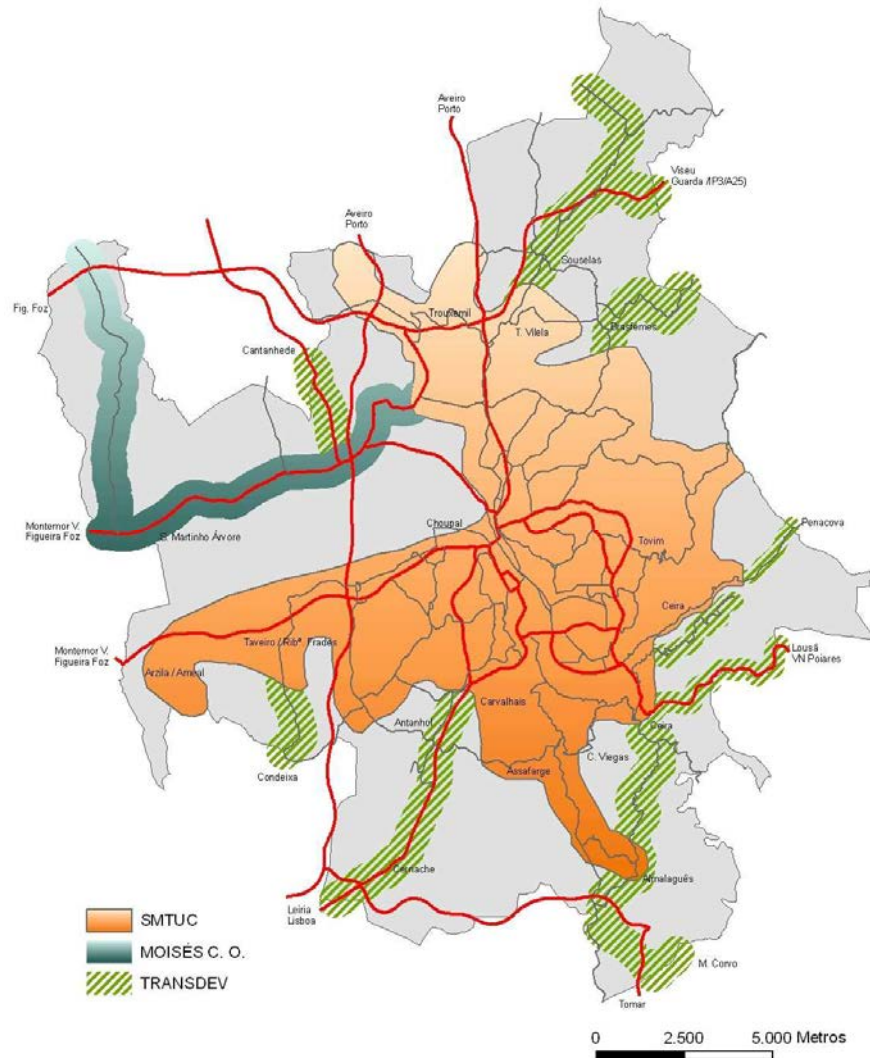 Aveiro
Porto
Viseu
Guarda /IP3/A25)
Aveiro
Porto
Souselas
Fig. Foz
Trouxemil
T. Vilela
Brasfemes
Cantanhede
Montemor V.
Figueira Foz
S. Martinho Árvore
Choupal
Tovim
Penacova
Ceira
Montemor V.
Figueira Foz
Taveiro / Ribª. Frades
Lousã
VN Poiares
Arzila / Ameal
Carvalhais
Antanhol
Ceira
C. Viegas
Condeixa
Assafarge
Cernache
Almalaguês
Leiria
Lisboa
M. Corvo
Tomar
SMTUC
MOISÉS C. O.
TRANSDEV
0 2.500 5.000 Metros